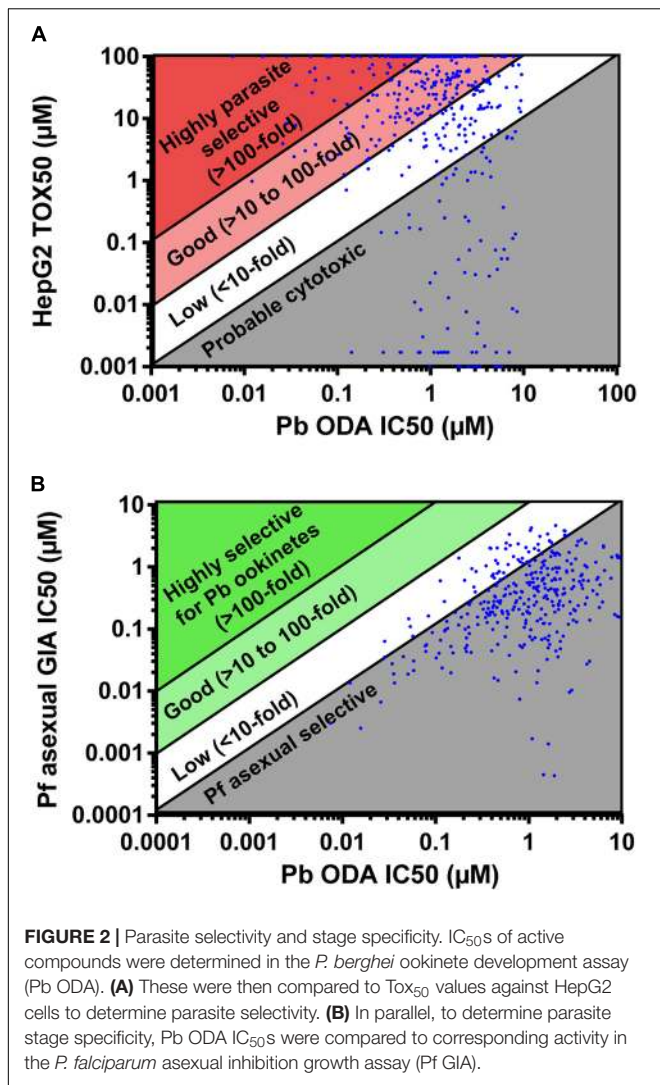 A
HepG2 TOX50 (µM)
100
10
1
0.1
0.01
0.001
Highly parasite
selective
(>100-fold)
Good (>10 to 100-fold)
Low (<10-fold)
Probable cytotoxic
0.001 0.01 0.1 1 10 100
Pb ODA IC50 (µM)
B
Pf asexual GIA IC50 (µM)
10
1
0.1
0.01
0.001
0.0001
Highly selective
for Pb ookinetes
(>100-fold)
Good (>10 to 100-fold)
Low (<10-fold)
Pf asexual selective
0.0001 0.001 0.01 0.1 1 10
Pb ODA IC50 (µM)
FIGURE 2 | Parasite selectivity and stage specificity. IC50s of active
compounds were determined in the P. berghei ookinete development assay
(Pb ODA). (A) These were then compared to Tox50 values against HepG2
cells to determine parasite selectivity. (B) In parallel, to determine parasite
stage specificity, Pb ODA IC50s were compared to corresponding activity in
the P. falciparum asexual inhibition growth assay (Pf GIA).